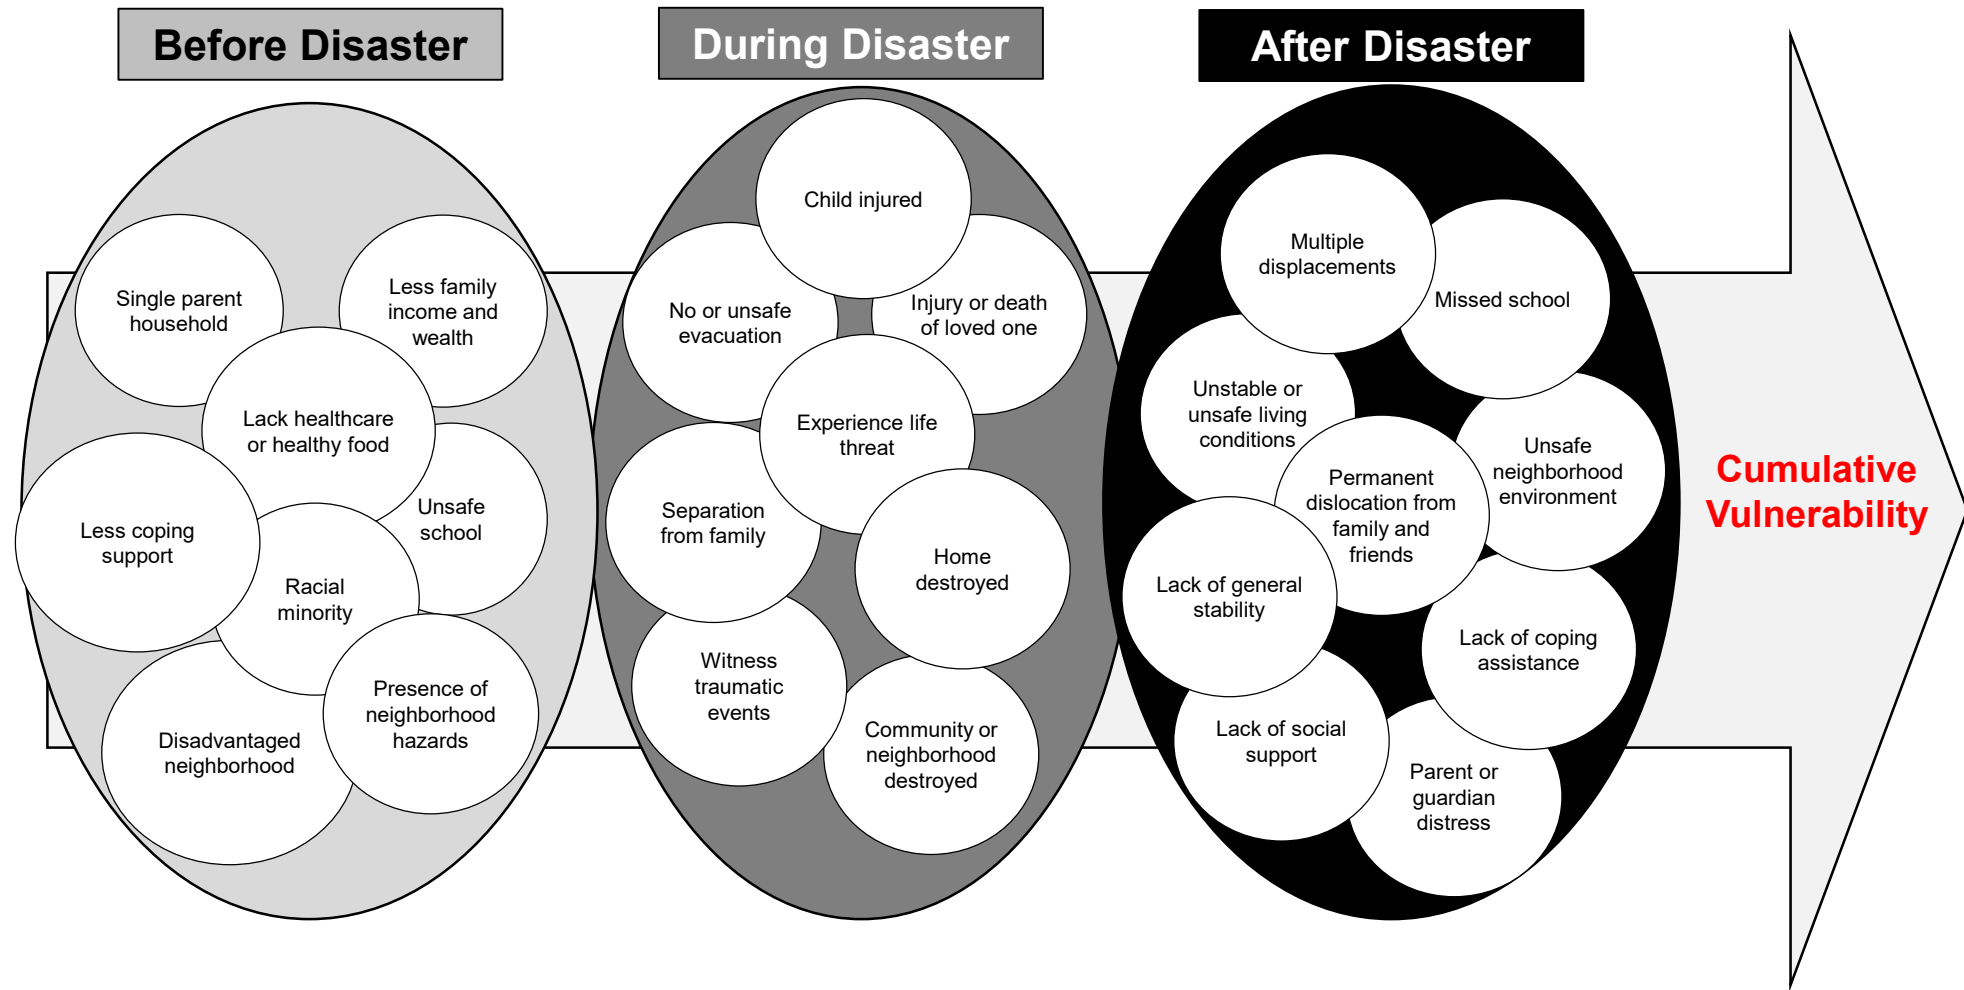 Before Disaster
During Disaster
After Disaster
Single parent
household
Less family
income and
wealth
Lack healthcare
or healthy food
Less coping
support
Unsafe
school
Racial
minority
Disadvantaged
neighborhood
Presence of
neighborhood
hazards
Child injured
No or unsafe
evacuation
Injury or death
of loved one
Experience life
threat
Separation
from family
Home
destroyed
Witness
traumatic
events
Community or
neighborhood
destroyed
Multiple
displacements
Missed school
Unstable or
unsafe living
conditions
Unsafe
neighborhood
environment
Permanent
dislocation from
family and
friends
Lack of general
stability
Lack of coping
assistance
Lack of social
support
Parent or
guardian
distress
Cumulative
Vulnerability